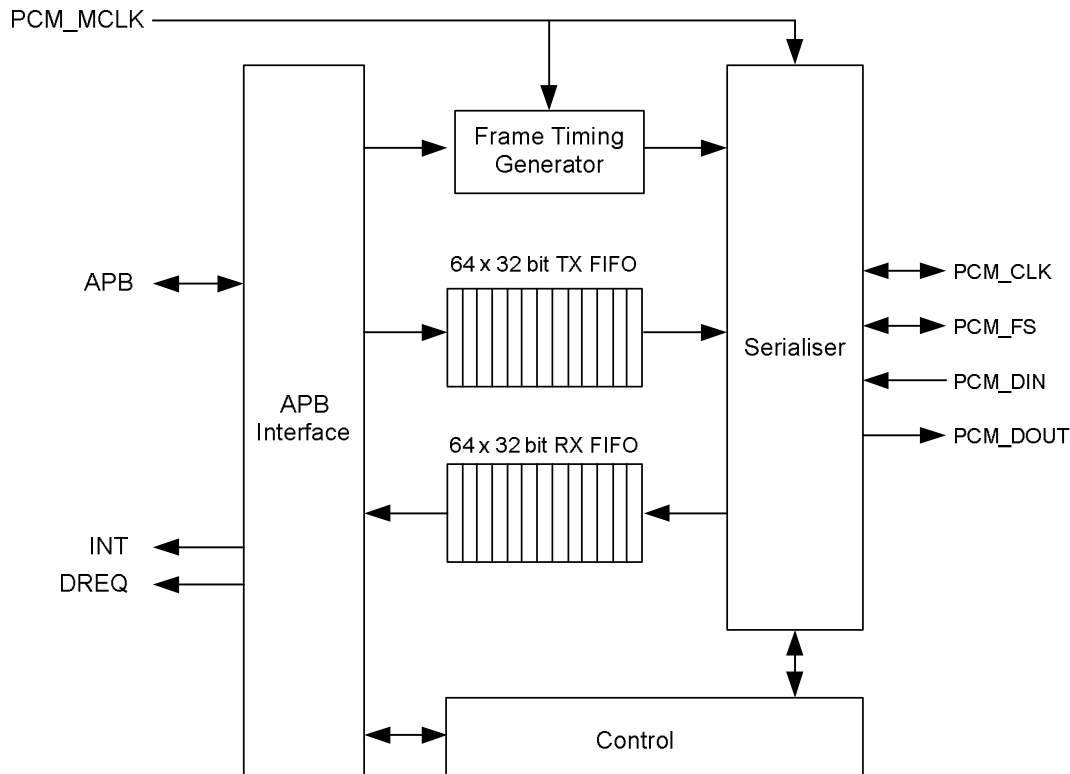 PCM_MCLK
Frame Timing
Generator
64 x 32 bit TX FIFO
APB
PCM_CLK
PCM_FS
Serialiser
PCM_DIN
APB
Interface
PCM_DOUT
64 x 32 bit RX FIFO
INT
DREQ
Control